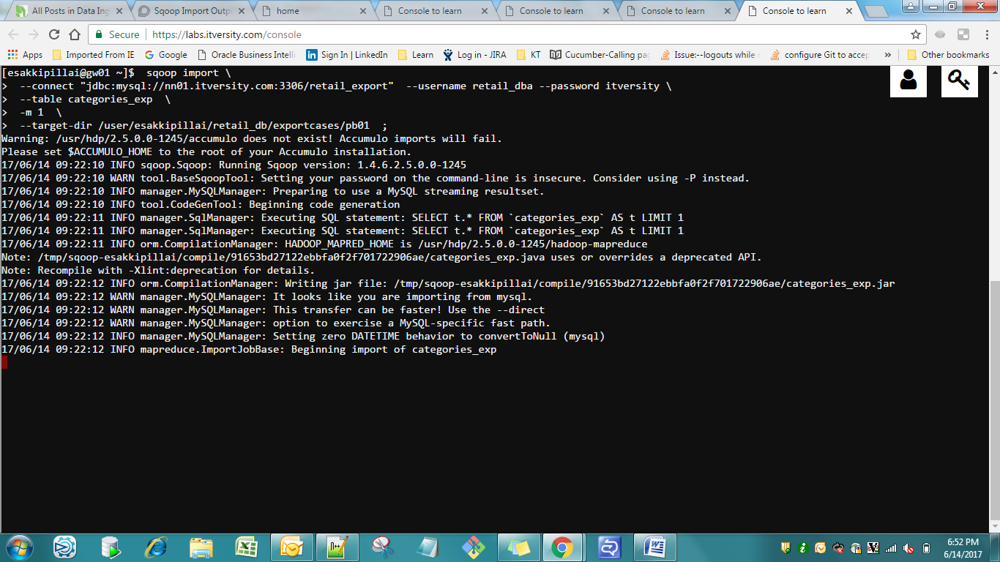 All Posts in Data Ing
Sqoop Import Outp
home
Console to learn
Console to learn
Console to learn
Console to learn
Secure
https://labs.itversity.com/console
Apps
Imported From IE
Google
Oracle Business Intelli
Sign In | LinkedIn
Learn
Log in - JIRA
KT
Cucumber-Calling pag
Issue:--logouts while
configure Git to accep
»
Other bookmarks
[esakkipillai@gw01 ~]$  sqoop import \
>  --connect "jdbc:mysql://nn01.itversity.com:3306/retail_export"  --username retail_dba --password itversity \
>  --table categories_exp  \
>  -m 1  \
>  --target-dir /user/esakkipillai/retail_db/exportcases/pb01  ;
Warning: /usr/hdp/2.5.0.0-1245/accumulo does not exist! Accumulo imports will fail.
Please set $ACCUMULO_HOME to the root of your Accumulo installation.
17/06/14 09:22:10 INFO sqoop.Sqoop: Running Sqoop version: 1.4.6.2.5.0.0-1245
17/06/14 09:22:10 WARN tool.BaseSqoopTool: Setting your password on the command-line is insecure. Consider using -P instead.
17/06/14 09:22:10 INFO manager.MySQLManager: Preparing to use a MySQL streaming resultset.
17/06/14 09:22:10 INFO tool.CodeGenTool: Beginning code generation
17/06/14 09:22:11 INFO manager.SqlManager: Executing SQL statement: SELECT t.* FROM `categories_exp` AS t LIMIT 1
17/06/14 09:22:11 INFO manager.SqlManager: Executing SQL statement: SELECT t.* FROM `categories_exp` AS t LIMIT 1
17/06/14 09:22:11 INFO orm.CompilationManager: HADOOP_MAPRED_HOME is /usr/hdp/2.5.0.0-1245/hadoop-mapreduce
Note: /tmp/sqoop-esakkipillai/compile/91653bd27122ebbfa0f2f701722906ae/categories_exp.java uses or overrides a deprecated API.
Note: Recompile with -Xlint:deprecation for details.
17/06/14 09:22:12 INFO orm.CompilationManager: Writing jar file: /tmp/sqoop-esakkipillai/compile/91653bd27122ebbfa0f2f701722906ae/categories_exp.jar
17/06/14 09:22:12 WARN manager.MySQLManager: It looks like you are importing from mysql.
17/06/14 09:22:12 WARN manager.MySQLManager: This transfer can be faster! Use the --direct
17/06/14 09:22:12 WARN manager.MySQLManager: option to exercise a MySQL-specific fast path.
17/06/14 09:22:12 INFO manager.MySQLManager: Setting zero DATETIME behavior to convertToNull (mysql)
17/06/14 09:22:12 INFO mapreduce.ImportJobBase: Beginning import of categories_exp
6:52 PM
6/14/2017